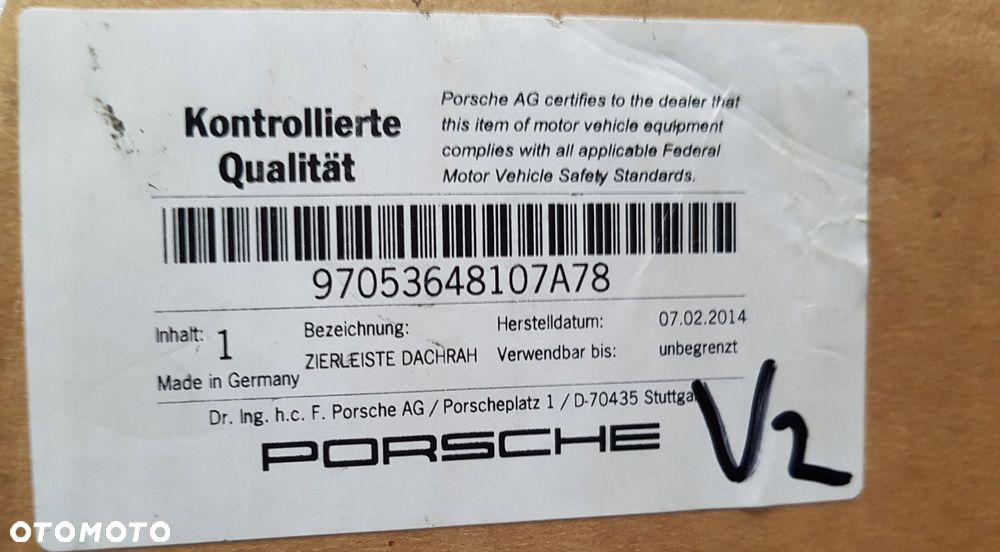 Kontrollierte
Qualität
Porsche AG certifies to the dealer that
this item of motor vehicle equipment
complies with all applicable Federal
Motor Vehicle Safety Standards.
97053648107A78
Inhalt: 1
Bezeichnung:
ZIERLEISTE DACHRAH
Herstelldatum: 07.02.2014
Verwendbar bis: unbegrenzt
Made in Germany
Dr. Ing. h.c. F. Porsche AG / Porscheplatz 1 / D-70435 Stuttga
PORSCHE
V2
OTOMOTO